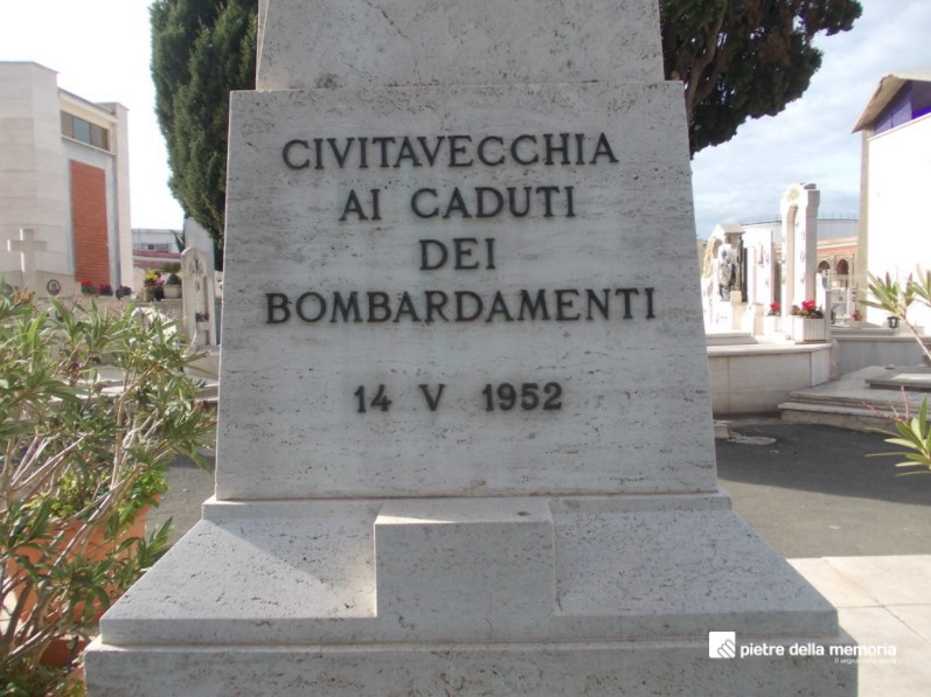 CIVITAVECCHIA
AI CADUTI
DEI
BOMBARDAMENTI
14 V 1952
pietre della memoria